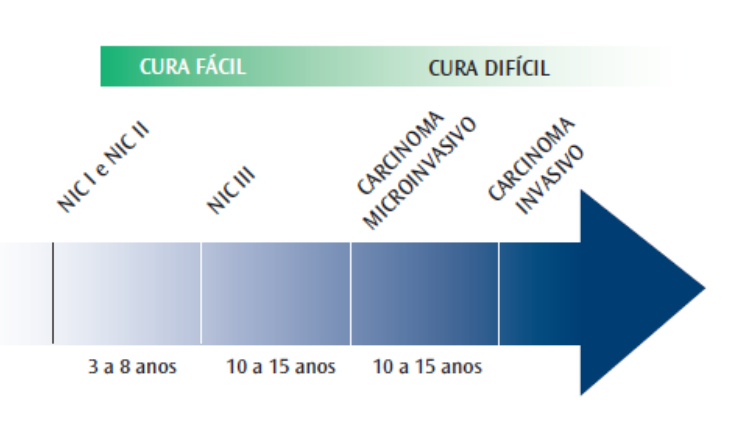 CURA FÁCIL
CURA DIFÍCIL
NIC I e NIC II
NIC III
CARCINOMA
MICROINVASIVO
CARCINOMA
INVASIVO
3 a 8 anos
10 a 15 anos
10 a 15 anos